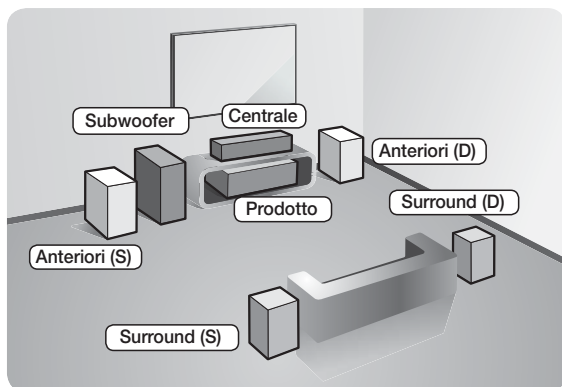 Subwoofer
Centrale
Anteriori (D)
Prodotto
Surround (D)
Anteriori (S)
Surround (S)